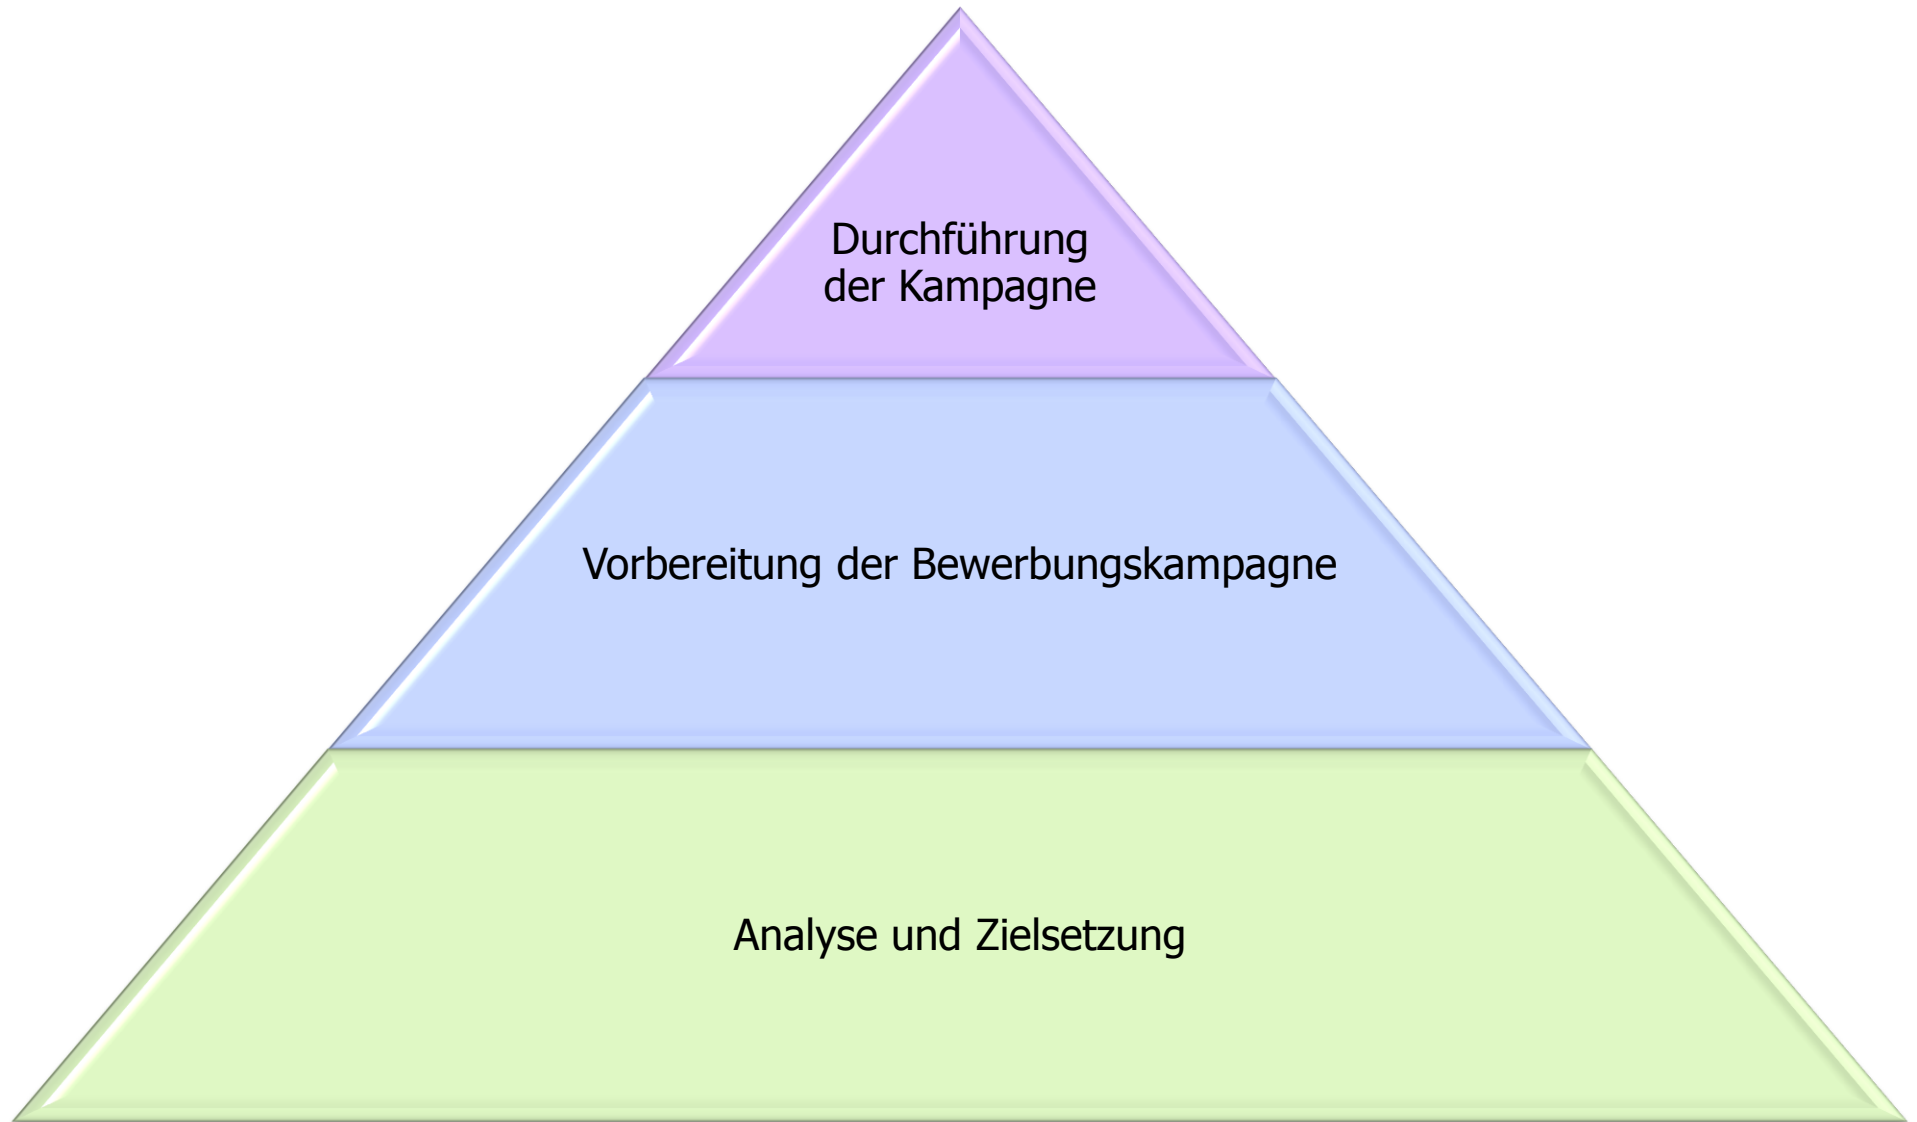 Durchführung
der Kampagne
Vorbereitung der Bewerbungskampagne
Analyse und Zielsetzung